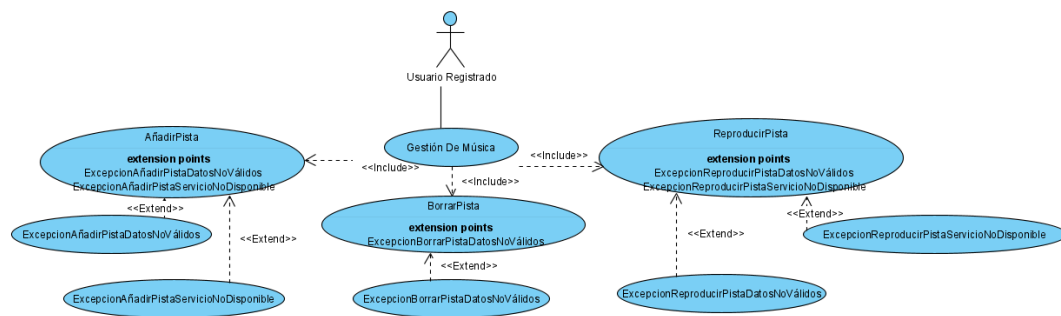 Usuario Registrado
Gestión De Música
AñadirPista
extension points
ExcepcionAñadirPistaDatosNoVálidos
ExcepcionAñadirPistaServicioNoDisponible
<<Include>>
<<Include>>
<<Include>>
ReproducirPista
extension points
ExcepcionReproducirPistaDatosNoVálidos
ExcepcionReproducirPistaServicioNoDisponible
BorrarPista
extension points
ExcepcionBorrarPistaDatosNoVálidos
<<Extend>>
ExcepcionAñadirPistaDatosNoVálidos
<<Extend>>
ExcepcionAñadirPistaServicioNoDisponible
<<Extend>>
ExcepcionBorrarPistaDatosNoVálidos
<<Extend>>
ExcepcionReproducirPistaDatosNoVálidos
<<Extend>>
ExcepcionReproducirPistaServicioNoDisponible